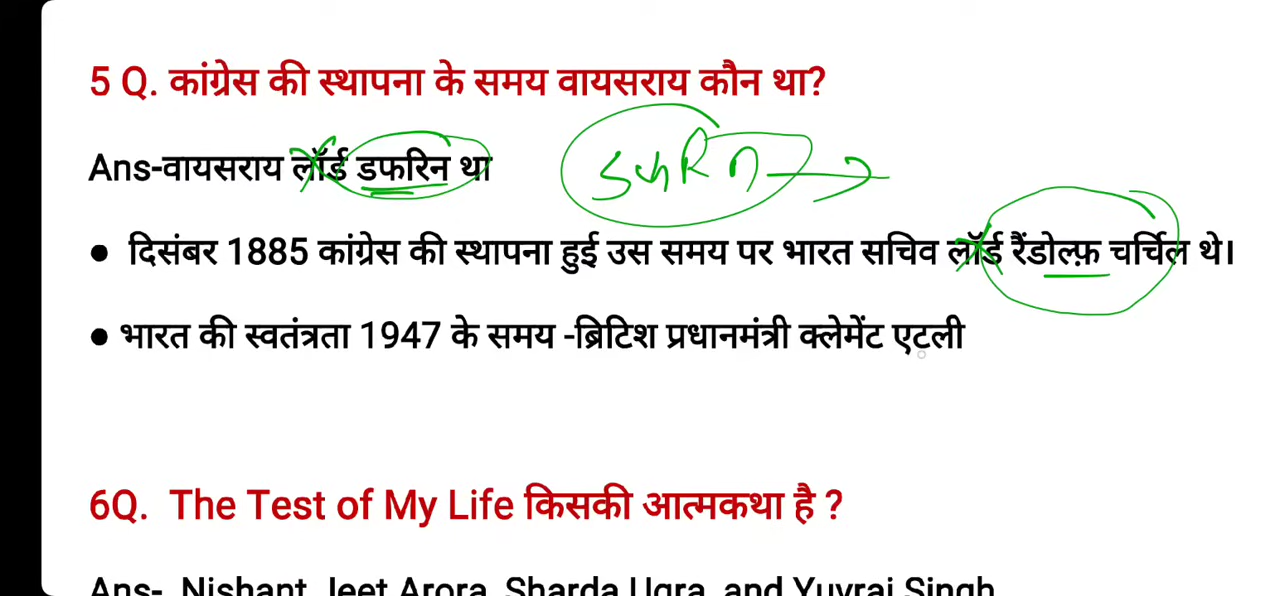 5 Q. कांग्रेस की स्थापना के समय वायसराय कौन था?
Ans-वायसराय लॉर्ड डफरिन था
● दिसंबर 1885 कांग्रेस की स्थापना हुई उस समय पर भारत सचिव लॉर्ड रैंडोल्फ़ चर्चिल थे।
● भारत की स्वतंत्रता 1947 के समय -ब्रिटिश प्रधानमंत्री क्लेमेंट एटली
6Q. The Test of My Life किसकी आत्मकथा है ?
Ans- Nishant Jeet Arora, Sharda Ugra, and Yuvraj Singh